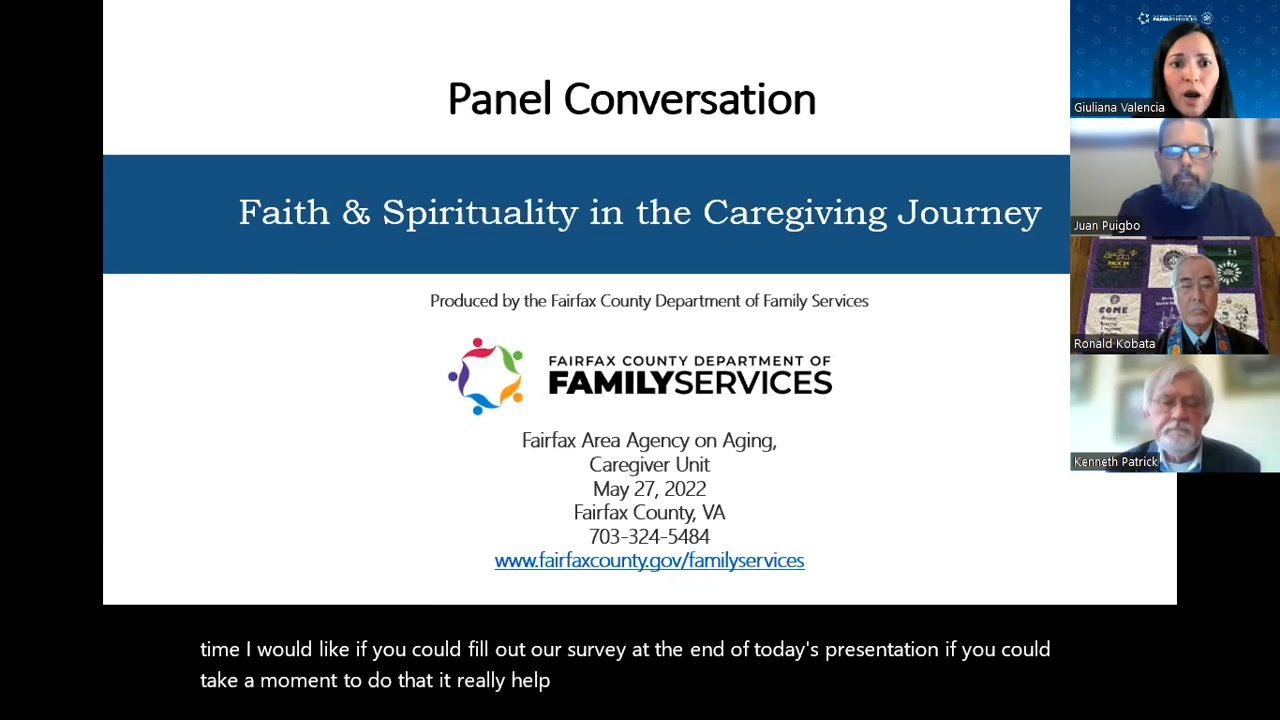 Panel Conversation
Faith & Spirituality in the Caregiving Journey
Produced by the Fairfax County Department of Family Services
FAIRFAX COUNTY DEPARTMENT OF
FAMILYSERVICES
Fairfax Area Agency on Aging,
Caregiver Unit
May 27, 2022
Fairfax County, VA
703-324-5484
www.fairfaxcounty.gov/familyservices
FAMILYSERVICES
Giuliana Valencia
Juan Puigbo
COME
Ronald Kobata
Kenneth Patrick
time I would like if you could fill out our survey at the end of today's presentation if you could
take a moment to do that it really help